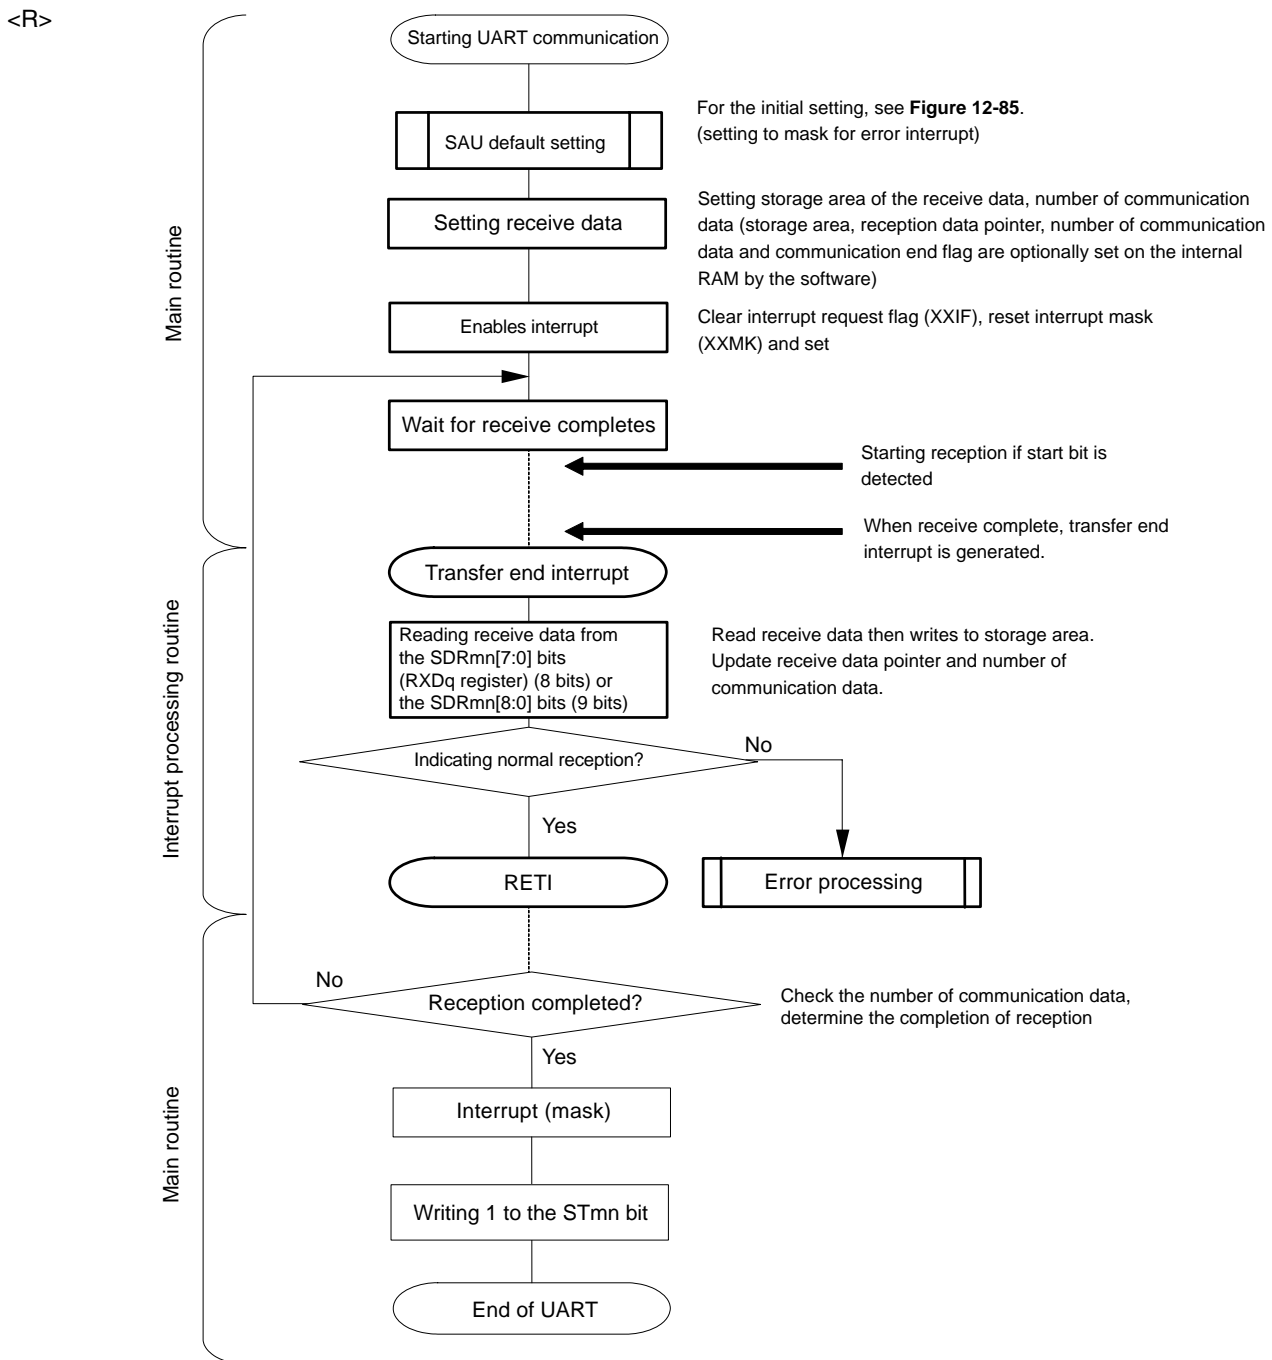 <R>
Starting UART communication
For the initial setting, see Figure 12-85.
(setting to mask for error interrupt)
SAU default setting
Setting storage area of the receive data, number of communication
data (storage area, reception data pointer, number of communication
data and communication end flag are optionally set on the internal
RAM by the software)
Setting receive data
Main routine
Enables interrupt
Clear interrupt request flag (XXIF), reset interrupt mask
(XXMK) and set
Wait for receive completes
Starting reception if start bit is
detected
When receive complete, transfer end
interrupt is generated.
Transfer end interrupt
Interrupt processing routine
Reading receive data from
the SDRmn[7:0] bits
(RXDq register) (8 bits) or
the SDRmn[8:0] bits (9 bits)
Read receive data then writes to storage area.
Update receive data pointer and number of
communication data.
Indicating normal reception?
No
Yes
RETI
Error processing
No
Reception completed?
Check the number of communication data,
determine the completion of reception
Yes
Main routine
Interrupt (mask)
Writing 1 to the STmn bit
End of UART